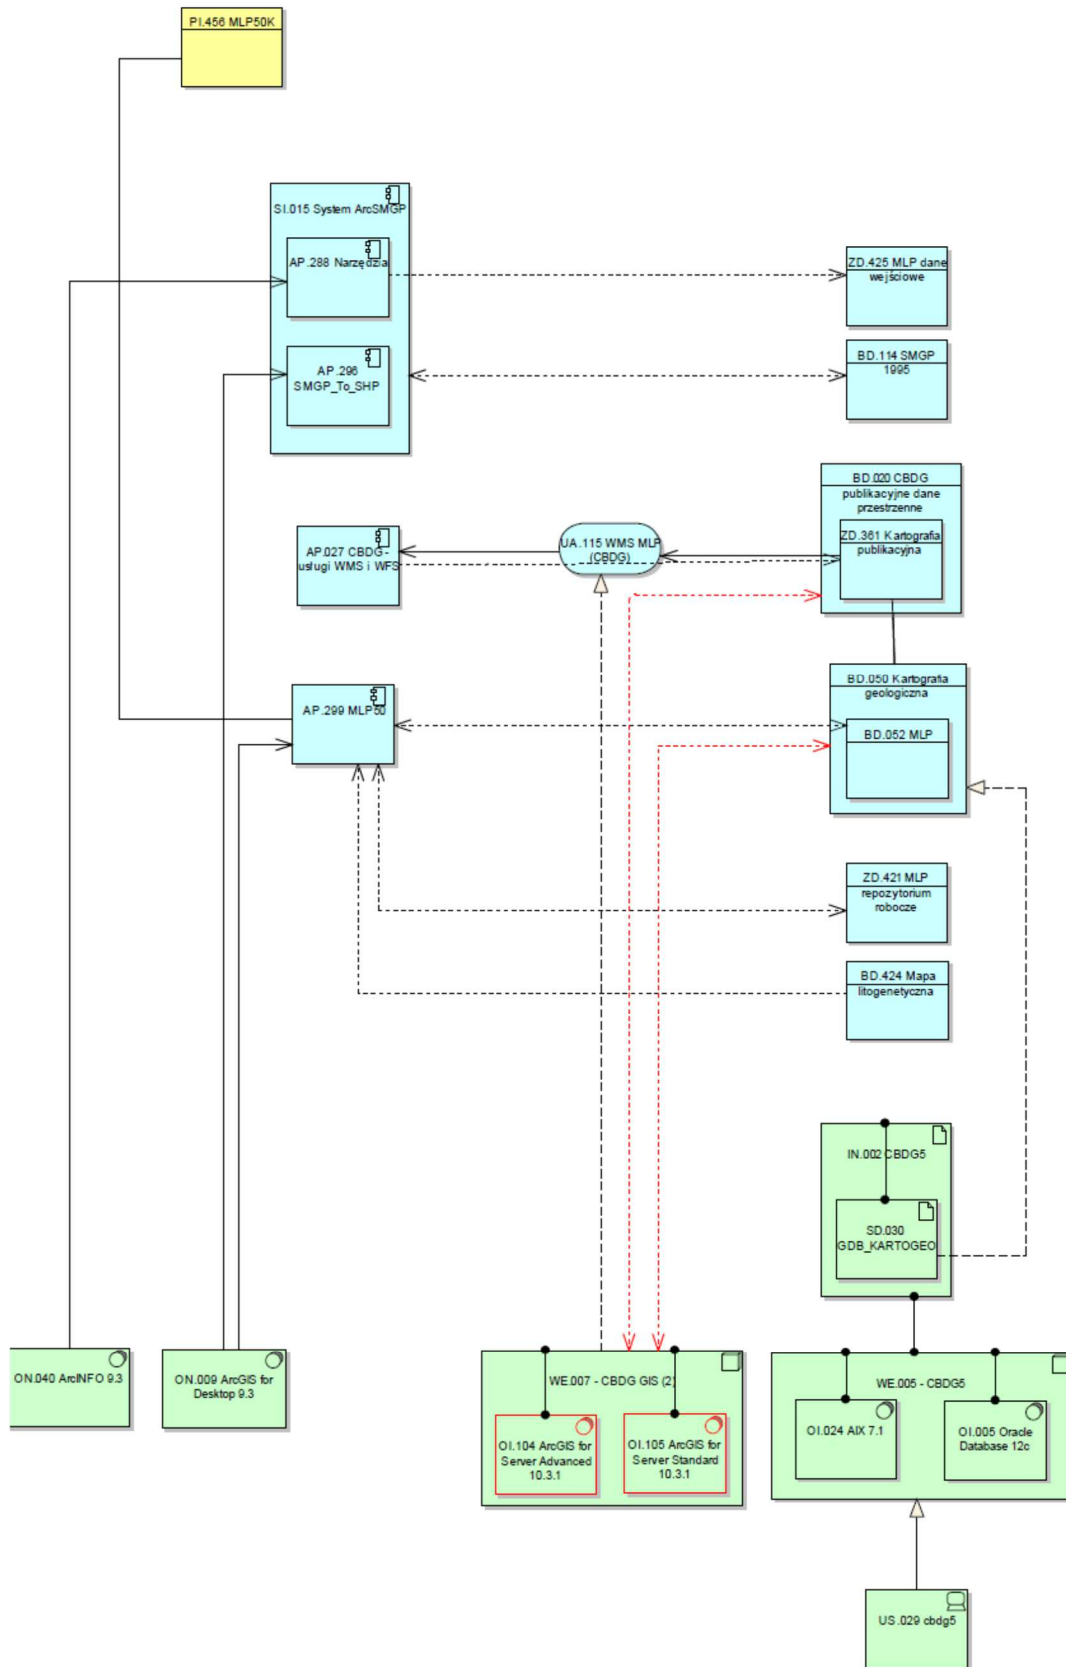 PI.456 MLP50K
SI.015 System ArcSMGP
AP.288 Narzędzia
AP.296
SMGP_To_SHP
ZD.425 MLP dane
wejściowe
BD.114 SMGP
1995
BD.020 CBDG
publikacyjne dane
przestrzenne
ZD.361 Kartografia
publikacyjna
AP.027 CBDG -
usługi WMS i WFS
UA.115 WMS MLP
(CBDG)
BD.050 Kartografia
geologiczna
BD.052 MLP
AP.299 MLP50
ZD.421 MLP
repozytorium
robocze
BD.424 Mapa
litogenetyczna
IN.002 CBDG5
SD.030
GDB_KARTOGEO
ON.040 ArcINFO 9.3
ON.009 ArcGIS for
Desktop 9.3
WE.007 - CBDG GIS (2)
OI.104 ArcGIS for
Server Advanced
10.3.1
OI.105 ArcGIS for
Server Standard
10.3.1
WE.005 - CBDG5
OI.024 AIX 7.1
OI.005 Oracle
Database 12c
US.029 cbdg5